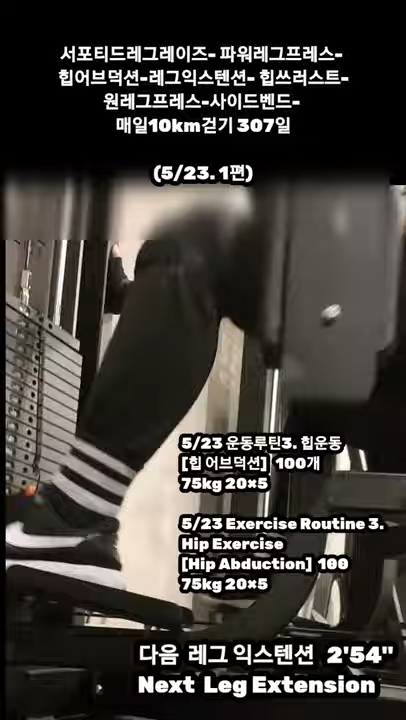 서포티드레그레이즈- 파워레그프레스-
힙어브덕션-레그익스텐션- 힙쓰러스트-
원레그프레스-사이드벤드-
매일10km걷기 307일
(5/23. 1편)
5/23 운동루틴3. 힙운동
[힙 어브덕션] 100개
75kg 20×5
5/23 Exercise Routine 3.
Hip Exercise
[Hip Abduction] 100
75kg 20×5
다음 레그 익스텐션 2'54"
Next Leg Extension